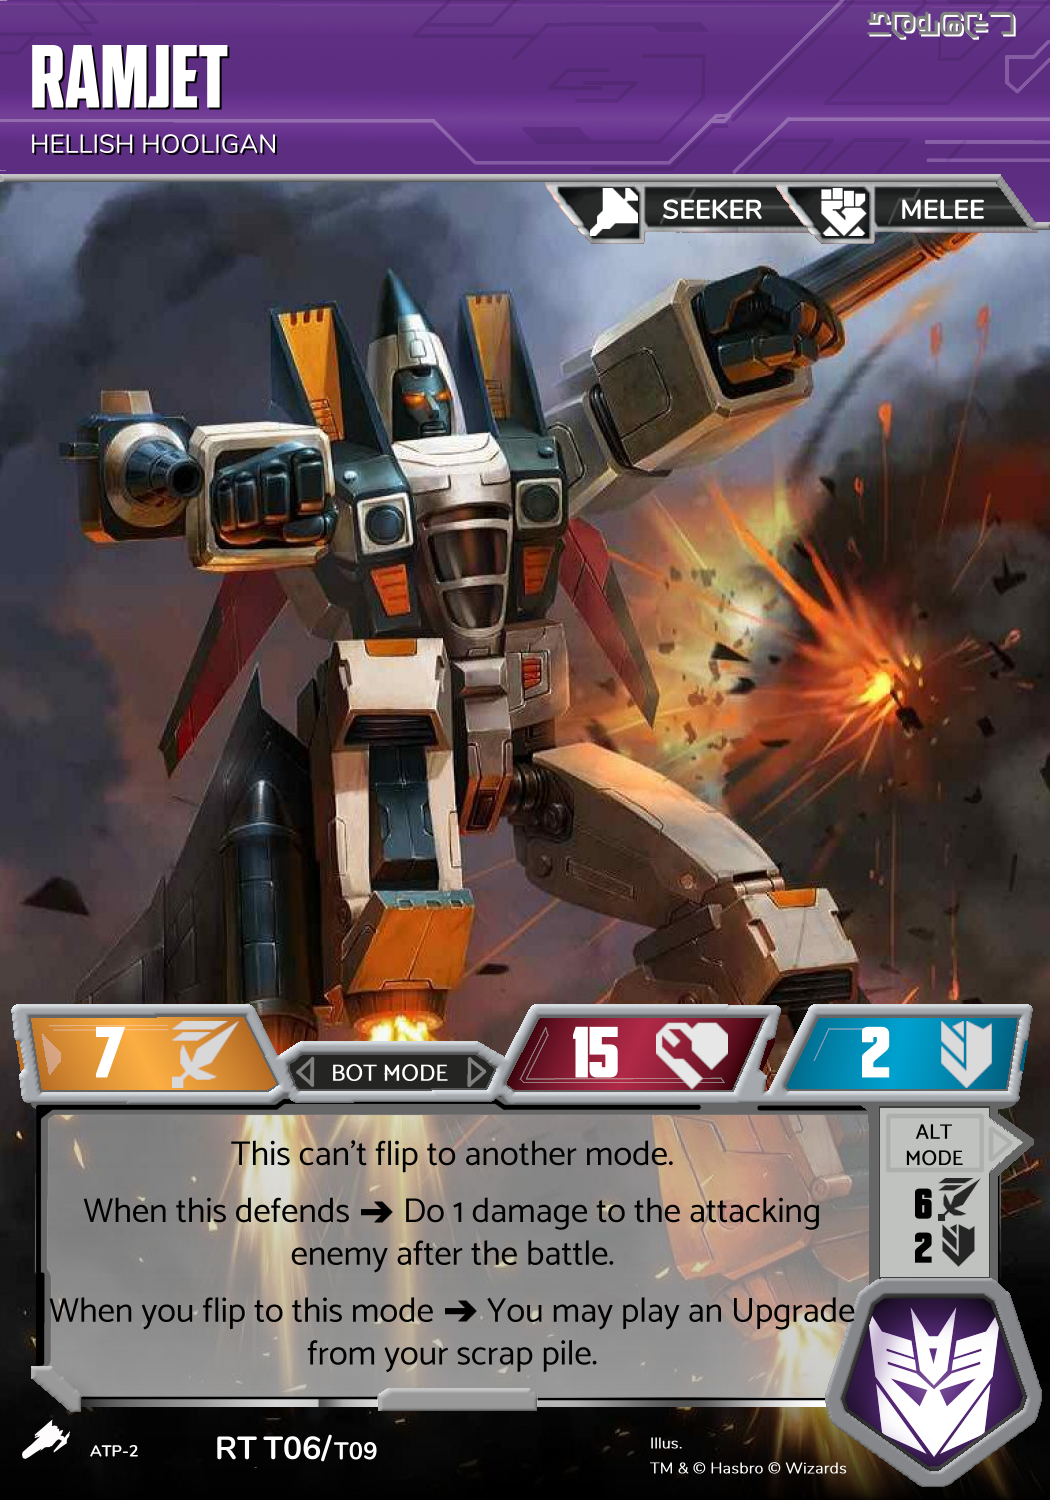 RAMJET
HELLISH HOOLIGAN
SEEKER
MELEE
7
BOT MODE
15
2
This can't flip to another mode.
When this defends ➔ Do 1 damage to the attacking
enemy after the battle.
When you flip to this mode ➔ You may play an Upgrade
from your scrap pile.
ALT
MODE
6
2
ATP-2
RT T06/T09
Illus.
TM & © Hasbro © Wizards